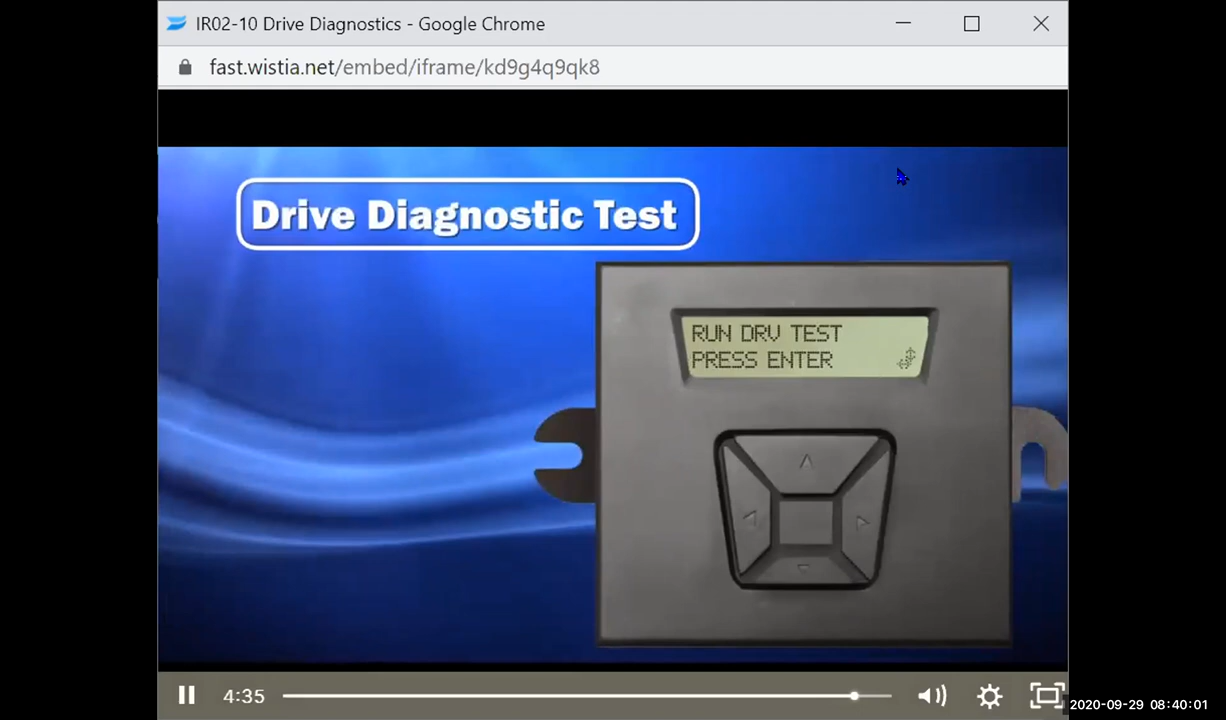 IR02-10 Drive Diagnostics - Google Chrome
fast.wistia.net/embed/iframe/kd9g4q9qk8
Drive Diagnostic Test
RUN DRV TEST
PRESS ENTER
4:35
2020-09-29 08:40:01